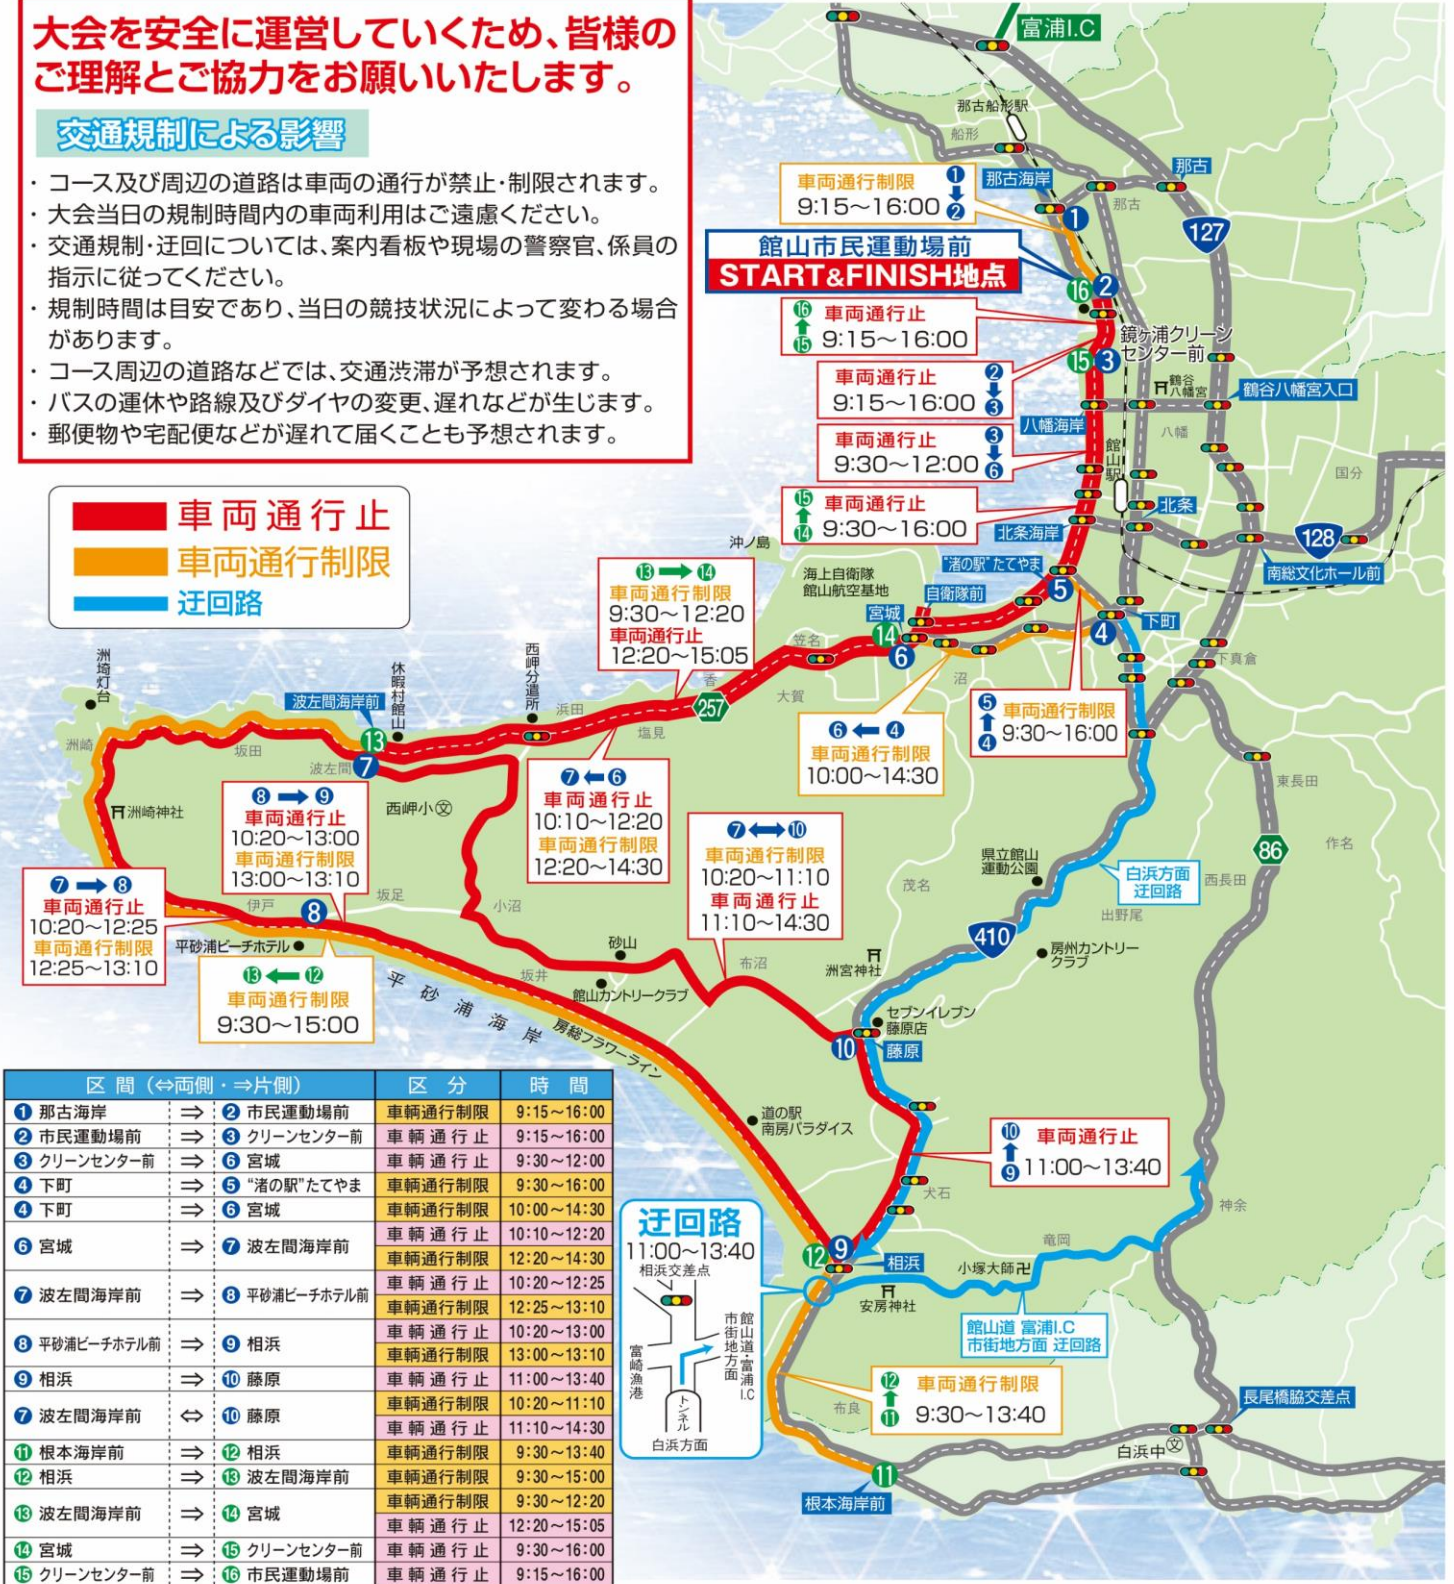 大会を安全に運営していくため、皆様の
ご理解とご協力をお願いいたします。
交通規制による影響
・コース及び周辺の道路は車両の通行が禁止・制限されます。
・大会当日の規制時間内の車両利用はご遠慮ください。
・交通規制・迂回については、案内看板や現場の警察官、係員の
指示に従ってください。
・規制時間は目安であり、当日の競技状況によって変わる場合
があります。
・コース周辺の道路などでは、交通渋滞が予想されます。
・バスの運休や路線及びダイヤの変更、遅れなどが生じます。
・郵便物や宅配便などが遅れて届くことも予想されます。
車両通行止
車両通行制限
迂回路
富浦I.C
那古船形駅
船形
那古海岸
那古
那古
127
車両通行制限 ①
9:15〜16:00 ②
①
館山市民運動場前
START&FINISH地点
⑯ ②
⑯ 車両通行止
⑮ 9:15〜16:00
鏡ヶ浦クリーン
センター前
⑮ ③
車両通行止 ②
9:15〜16:00 ③
鶴谷
八幡宮
鶴谷八幡宮入口
八幡海岸
八幡
車両通行止 ③
9:30〜12:00 ⑥
館山駅
国分
⑮ 車両通行止
⑭ 9:30〜16:00
北条海岸
北条
128
南総文化ホール前
沖ノ島
海上自衛隊
館山航空基地
"渚の駅"たてやま
自衛隊前
宮城
⑤
④
下町
下真倉
⑭
⑥
笠名
沼
大賀
香
257
塩見
浜田
⑬ ⑭
車両通行制限
9:30〜12:20
車両通行止
12:20〜15:05
⑥ ④
車両通行制限
10:00〜14:30
⑤ 車両通行制限
④ 9:30〜16:00
西岬分遣所
休暇村館山
波左間海岸前
⑬
⑦
波左間
坂田
洲埼灯台
洲崎
洲崎神社
西岬小 文
⑦ ⑥
車両通行止
10:10〜12:20
車両通行制限
12:20〜14:30
⑧ ⑨
車両通行止
10:20〜13:00
車両通行制限
13:00〜13:10
⑦ ⑩
車両通行制限
10:20〜11:10
車両通行止
11:10〜14:30
⑦ ⑧
車両通行止
10:20〜12:25
車両通行制限
12:25〜13:10
伊戸
⑧
坂足
小沼
平砂浦ビーチホテル
⑬ ⑫
車両通行制限
9:30〜15:00
平砂浦海岸
房総フラワーライン
坂井
砂山
館山カントリークラブ
布沼
茂名
洲宮神社
県立館山
運動公園
白浜方面
迂回路
出野尾
410
房州カントリー
クラブ
東長田
86
作名
西長田
セブンイレブン
藤原店
⑩
藤原
道の駅
南房パラダイス
⑩ 車両通行止
⑨ 11:00〜13:40
犬石
神余
竜岡
小塚大師
⑫
⑨
相浜
安房神社
館山道 富浦I.C
市街地方面 迂回路
迂回路
11:00〜13:40
相浜交差点
館山道・富浦I.C
市街地方面
富崎漁港
トンネル
白浜方面
布良
⑫ 車両通行制限
⑪ 9:30〜13:40
⑪
根本海岸前
長尾橋脇交差点
白浜中 文
区間（⇔両側・⇒片側） 区分 時間
① 那古海岸 ⇒ ② 市民運動場前 車輌通行制限 9:15〜16:00
② 市民運動場前 ⇒ ③ クリーンセンター前 車輌通行止 9:15〜16:00
③ クリーンセンター前 ⇒ ⑥ 宮城 車輌通行止 9:30〜12:00
④ 下町 ⇒ ⑤ "渚の駅"たてやま 車輌通行制限 9:30〜16:00
④ 下町 ⇒ ⑥ 宮城 車輌通行制限 10:00〜14:30
⑥ 宮城 ⇒ ⑦ 波左間海岸前 車輌通行止 10:10〜12:20
車輌通行制限 12:20〜14:30
⑦ 波左間海岸前 ⇒ ⑧ 平砂浦ビーチホテル前 車輌通行止 10:20〜12:25
車輌通行制限 12:25〜13:10
⑧ 平砂浦ビーチホテル前 ⇒ ⑨ 相浜 車輌通行止 10:20〜13:00
車輌通行制限 13:00〜13:10
⑨ 相浜 ⇒ ⑩ 藤原 車輌通行止 11:00〜13:40
⑦ 波左間海岸前 ⇔ ⑩ 藤原 車輌通行制限 10:20〜11:10
車輌通行止 11:10〜14:30
⑪ 根本海岸前 ⇒ ⑫ 相浜 車輌通行制限 9:30〜13:40
⑫ 相浜 ⇒ ⑬ 波左間海岸前 車輌通行制限 9:30〜15:00
⑬ 波左間海岸前 ⇒ ⑭ 宮城 車輌通行制限 9:30〜12:20
車輌通行止 12:20〜15:05
⑭ 宮城 ⇒ ⑮ クリーンセンター前 車輌通行止 9:30〜16:00
⑮ クリーンセンター前 ⇒ ⑯ 市民運動場前 車輌通行止 9:15〜16:00